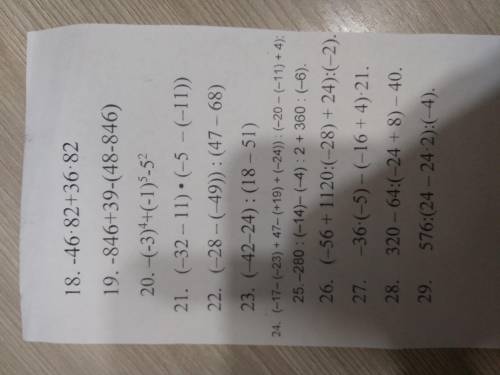 18. -46·82+36·82
19. -846+39-(48-846)
20. –(-3)⁴+(-1)⁵-5²
21. (–32 – 11) • (–5 – (–11))
22. (–28 – (–49)) : (47 – 68)
23. (–42–24) : (18 – 51)
24. (–17– (–23) + 47– (+19) + (–24)) : (–20 – (–11) + 4);
25.–280 : (–14)– (–4) : 2 + 360 : (–6).
26. (–56 + 1120:(–28) + 24):(–2).
27. –36·(–5) – (–16 + 4)·21.
28. 320 – 64:(–24 + 8) – 40.
29. 576:(24 – 24·2):(–4).